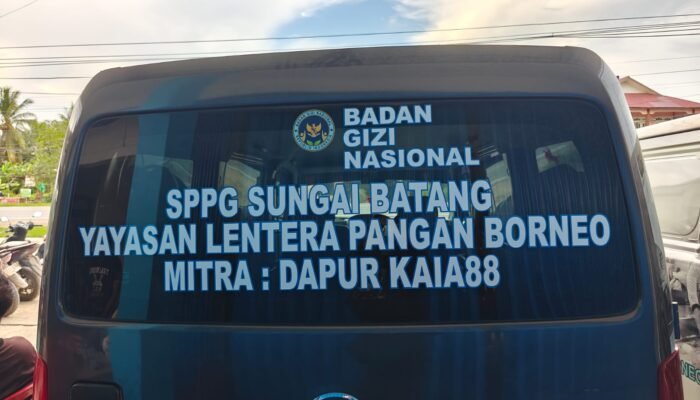 BADAN
GIZI
NASIONAL
SPPG SUNGAI BATANG
YAYASAN LENTERA PANGAN BORNEO
MITRA : DAPUR KAIA88